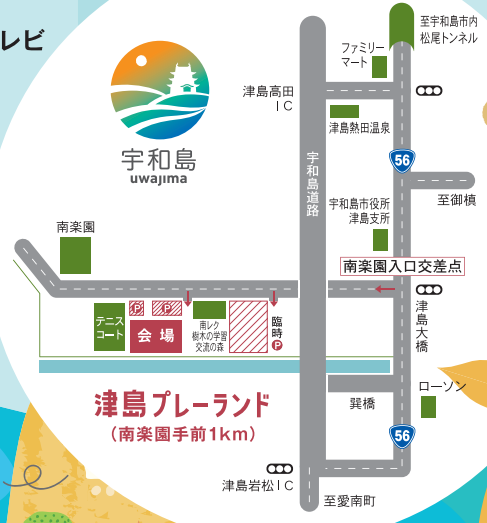 レビ
至宇和島市内
松尾トンネル
ファミリー
マート
津島高田
IC
津島熱田温泉
宇和島
uwajima
宇和島道路
56
至御槙
宇和島市役所
津島支所
南楽園
南楽園入口交差点
テニス
コート
P
P
会場
南レク
樹木の学習
交流の森
臨時
P
津島大橋
津島プレーランド
(南楽園手前1km)
巽橋
ローソン
56
津島岩松IC
至愛南町